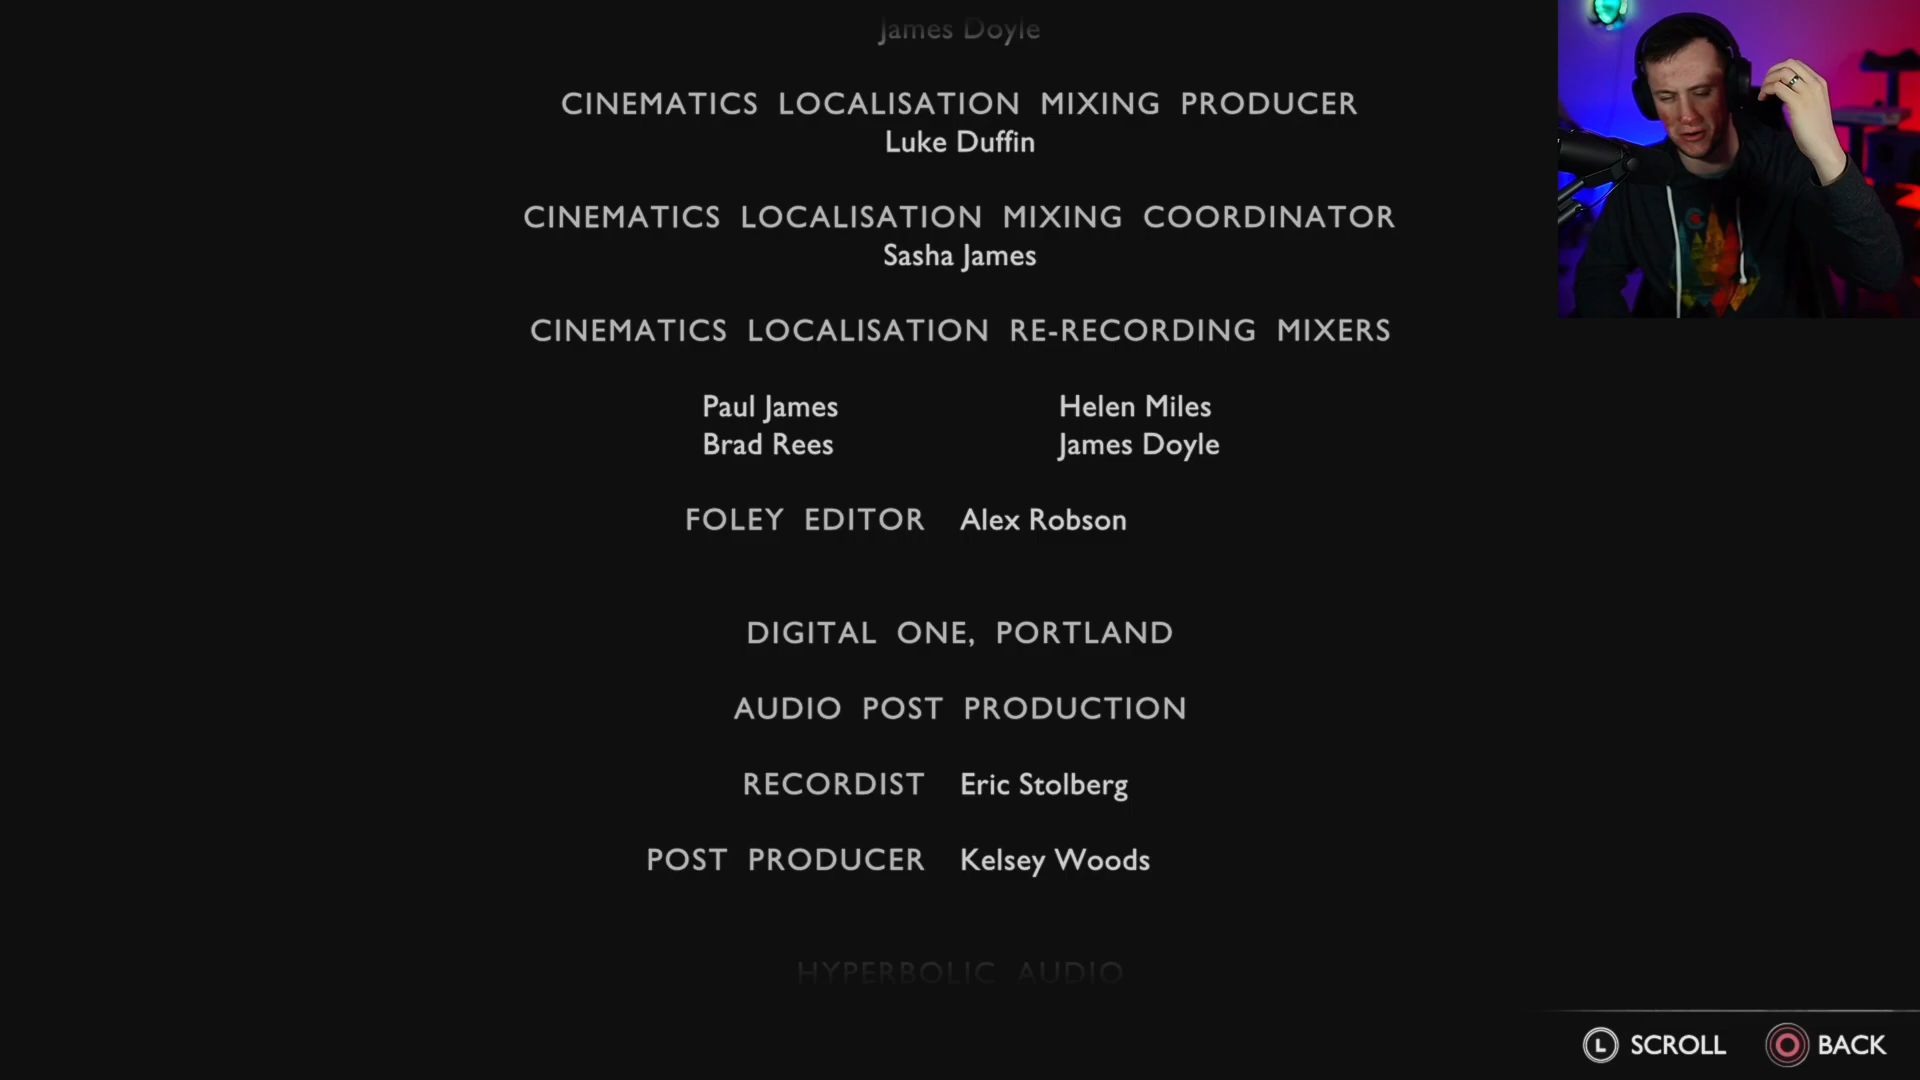 James Doyle
CINEMATICS LOCALISATION MIXING PRODUCER
Luke Duffin
CINEMATICS LOCALISATION MIXING COORDINATOR
Sasha James
CINEMATICS LOCALISATION RE-RECORDING MIXERS
Paul James Helen Miles
Brad Rees James Doyle
FOLEY EDITOR Alex Robson
DIGITAL ONE, PORTLAND
AUDIO POST PRODUCTION
RECORDIST Eric Stolberg
POST PRODUCER Kelsey Woods
HYPERBOLIC AUDIO
L SCROLL BACK